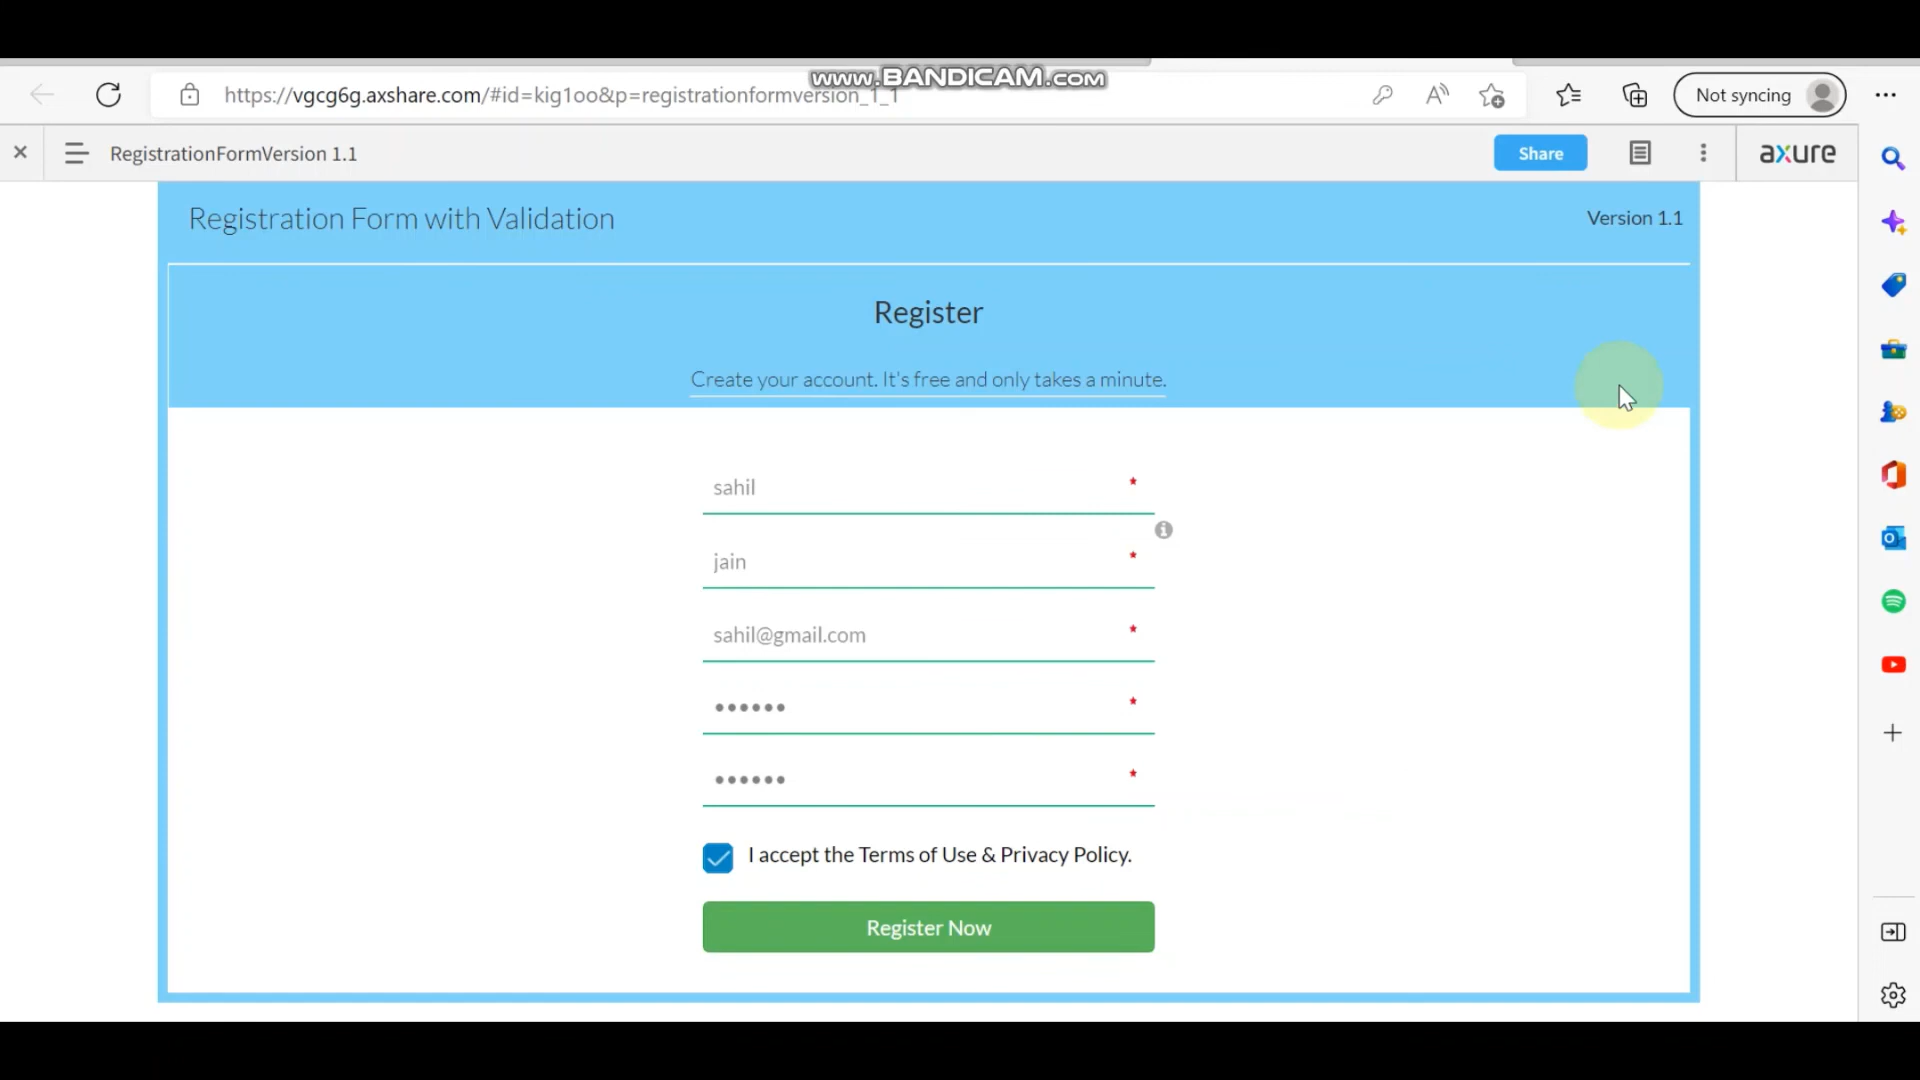 www.BANDICAM.com
https://vgcg6g.axshare.com/#id=kig1oo&p=registrationformversion_1_1
Not syncing
RegistrationFormVersion 1.1
Share
axure
Registration Form with Validation
Version 1.1
Register
Create your account. It's free and only takes a minute.
sahil *
jain *
sahil@gmail.com *
•••••• *
•••••• *
I accept the Terms of Use & Privacy Policy.
Register Now